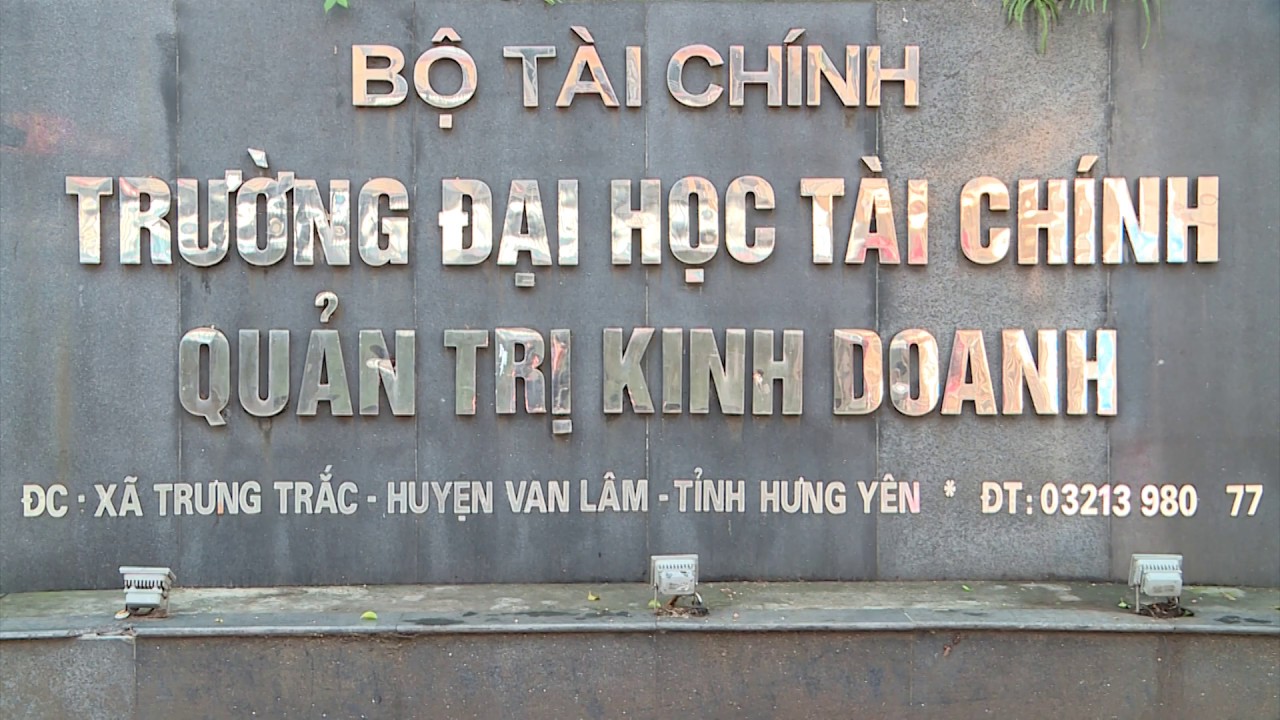 BỘ TÀI CHÍNH
TRƯỜNG ĐẠI HỌC TÀI CHÍNH
QUẢN TRỊ KINH DOANH
ĐC : XÃ TRƯNG TRẮC - HUYỆN VAN LÂM - TỈNH HƯNG YÊN * ĐT: 03213 980 77